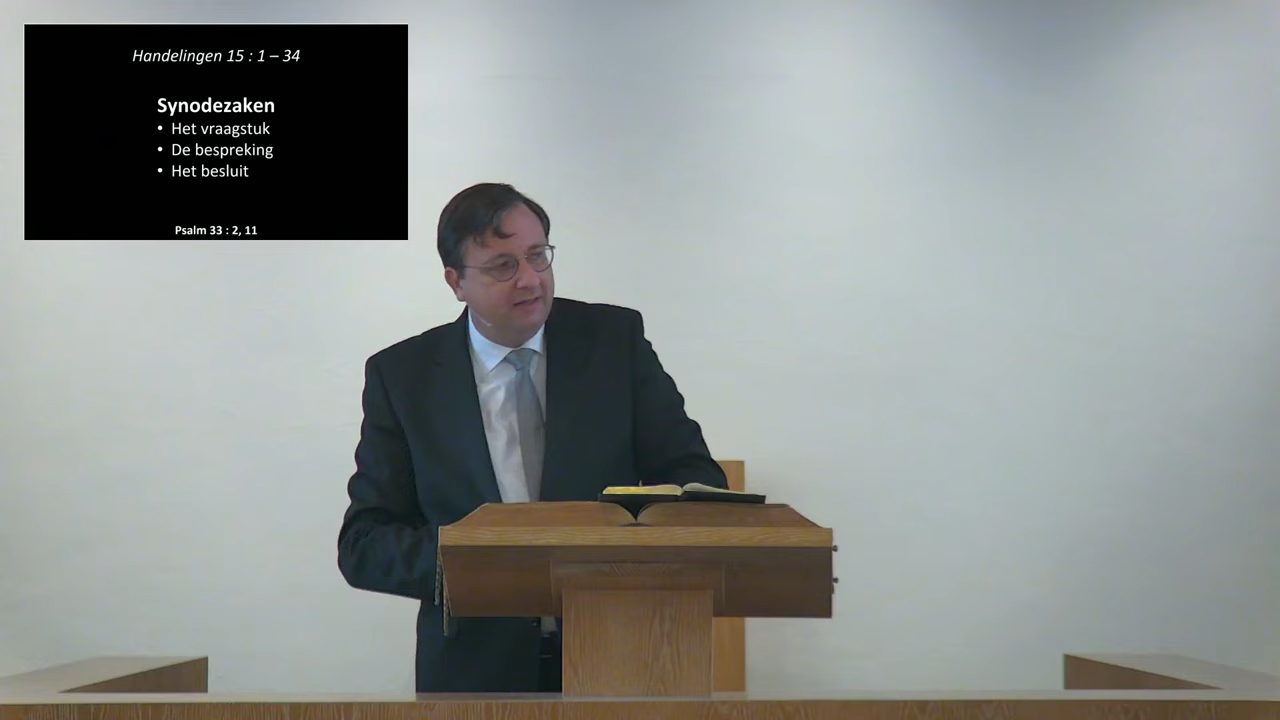 Handelingen 15 : 1 – 34
Synodezaken
• Het vraagstuk
• De bespreking
• Het besluit
Psalm 33 : 2, 11